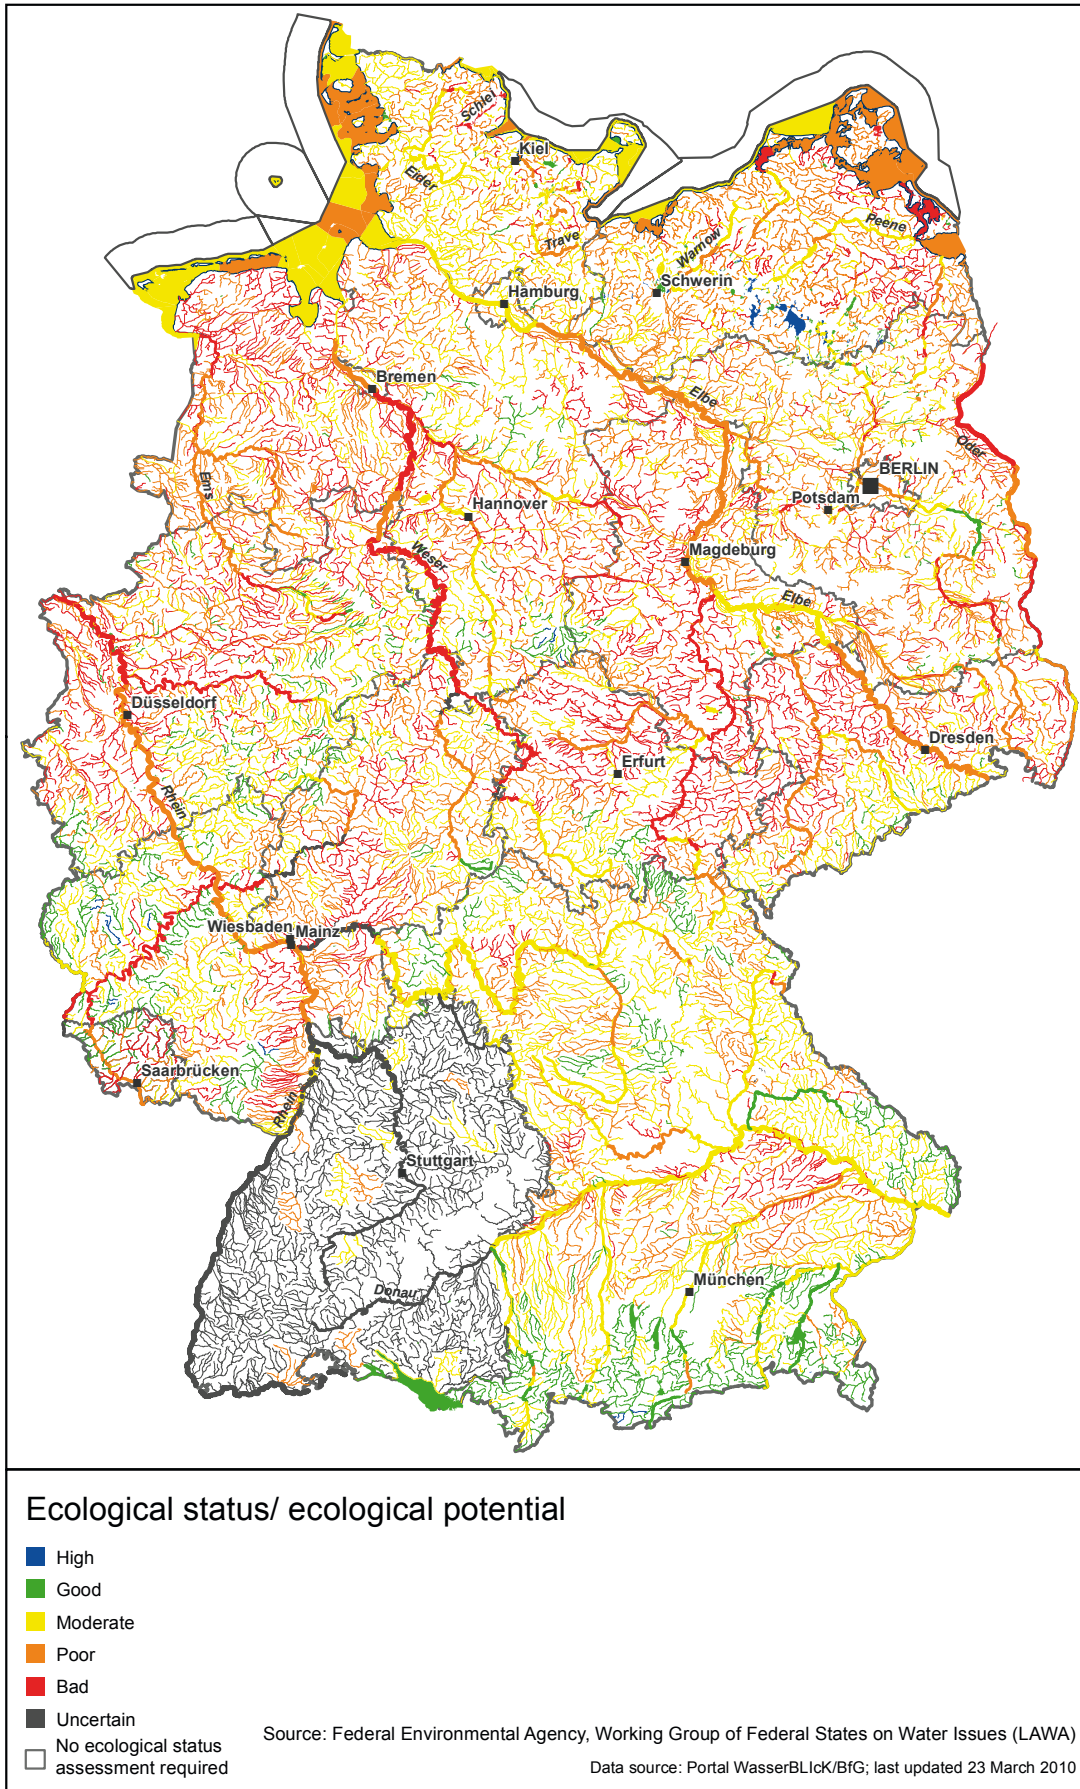 Schlei
Kiel
Eider
Trave
Warnow
Peene
Schwerin
Hamburg
Bremen
Elbe
Oder
BERLIN
Potsdam
Ems
Hannover
Weser
Magdeburg
Elbe
Düsseldorf
Dresden
Erfurt
Rhein
Wiesbaden
Mainz
Saarbrücken
Rhein
Stuttgart
Donau
München
Ecological status/ ecological potential
High
Good
Moderate
Poor
Bad
Uncertain
No ecological status
assessment required
Source: Federal Environmental Agency, Working Group of Federal States on Water Issues (LAWA)
Data source: Portal WasserBLIcK/BfG; last updated 23 March 2010